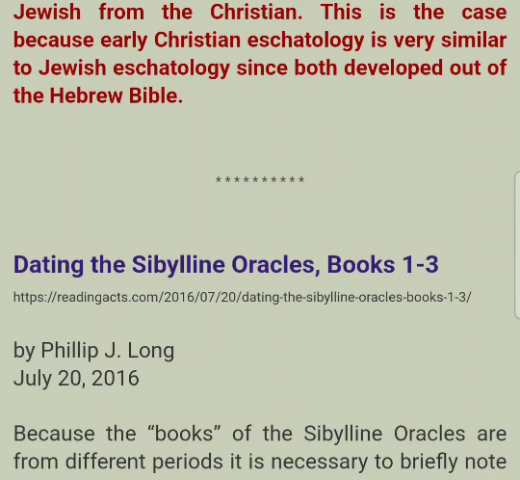 Jewish from the Christian. This is the case
because early Christian eschatology is very similar
to Jewish eschatology since both developed out of
the Hebrew Bible.
**********
Dating the Sibylline Oracles, Books 1-3
https://readingacts.com/2016/07/20/dating-the-sibylline-oracles-books-1-3/
by Phillip J. Long
July 20, 2016
Because the “books” of the Sibylline Oracles are
from different periods it is necessary to briefly note